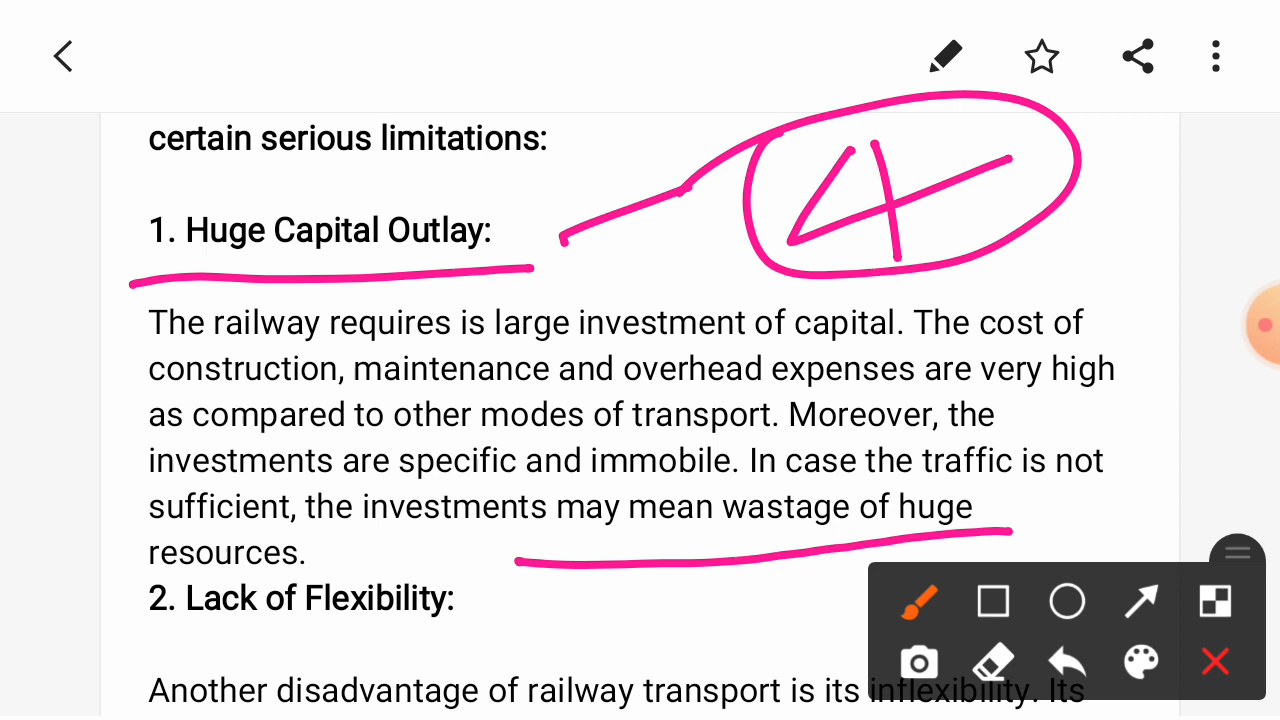 certain serious limitations:
4
1. Huge Capital Outlay:
The railway requires is large investment of capital. The cost of
construction, maintenance and overhead expenses are very high
as compared to other modes of transport. Moreover, the
investments are specific and immobile. In case the traffic is not
sufficient, the investments may mean wastage of huge
resources.
2. Lack of Flexibility:
Another disadvantage of railway transport is its inflexibility. Its